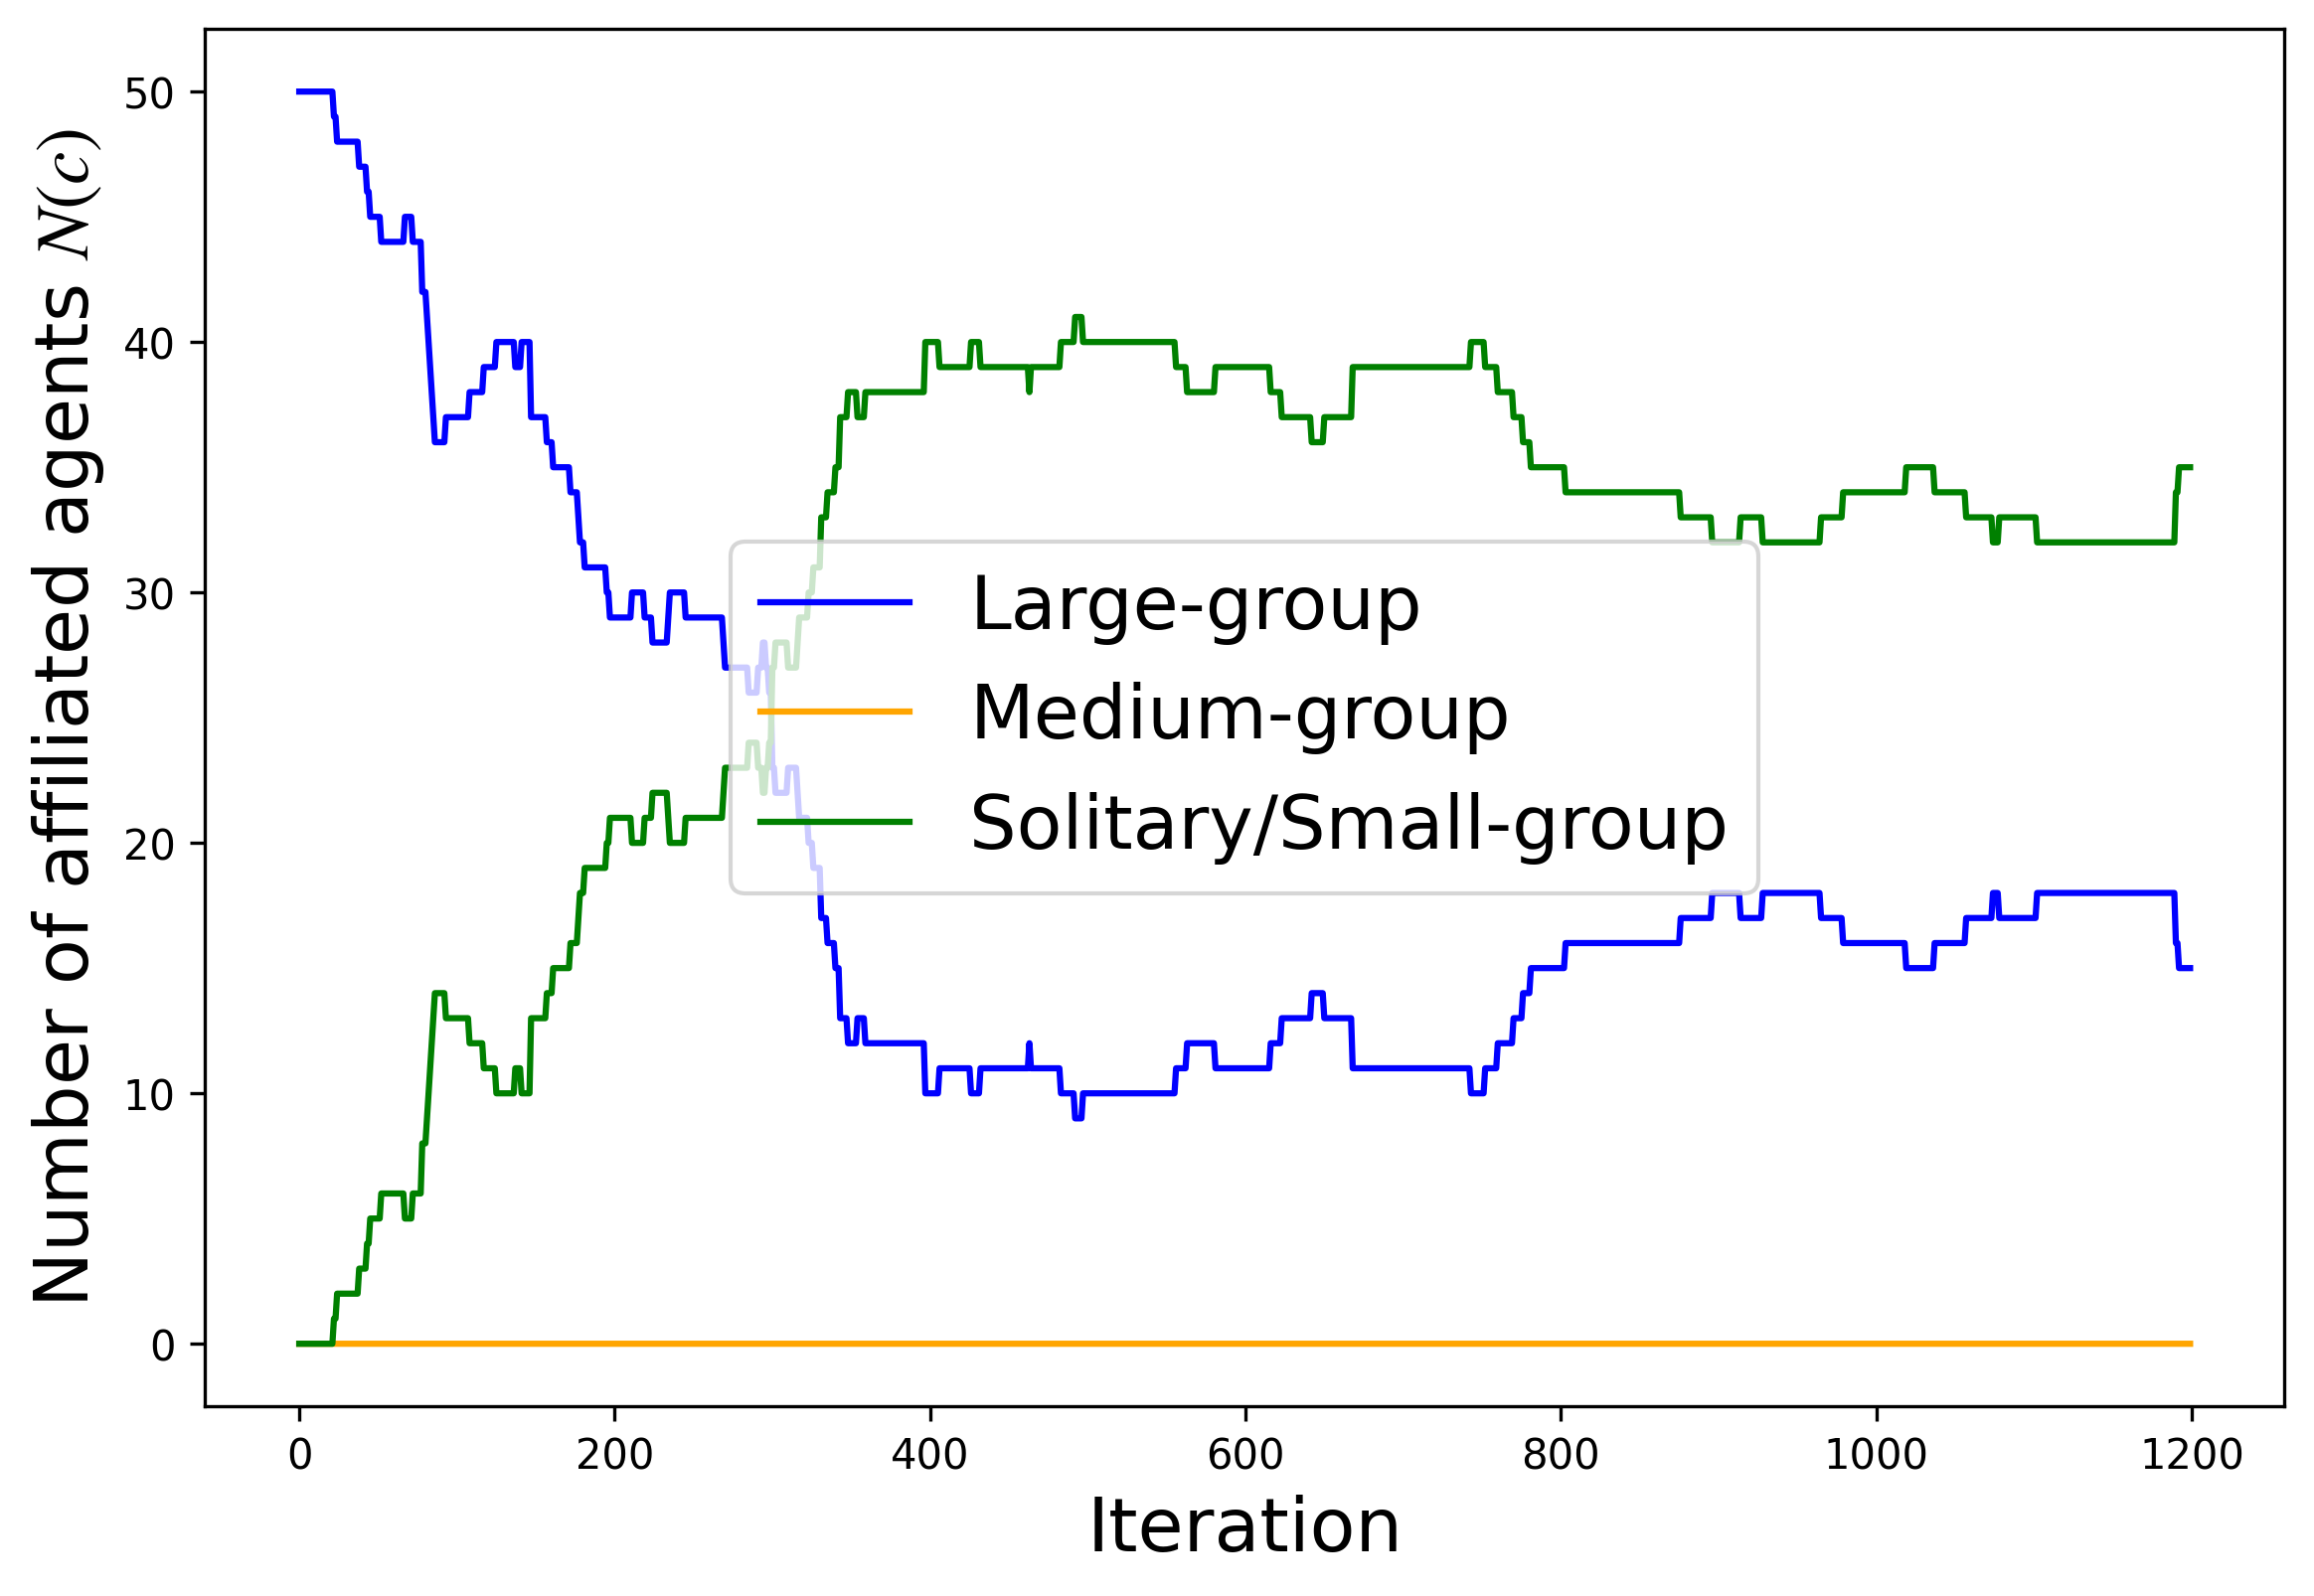 Number of affiliated agents N(c)
50
40
30
20
10
0
Large-group
Medium-group
Solitary/Small-group
0 200 400 600 800 1000 1200
Iteration